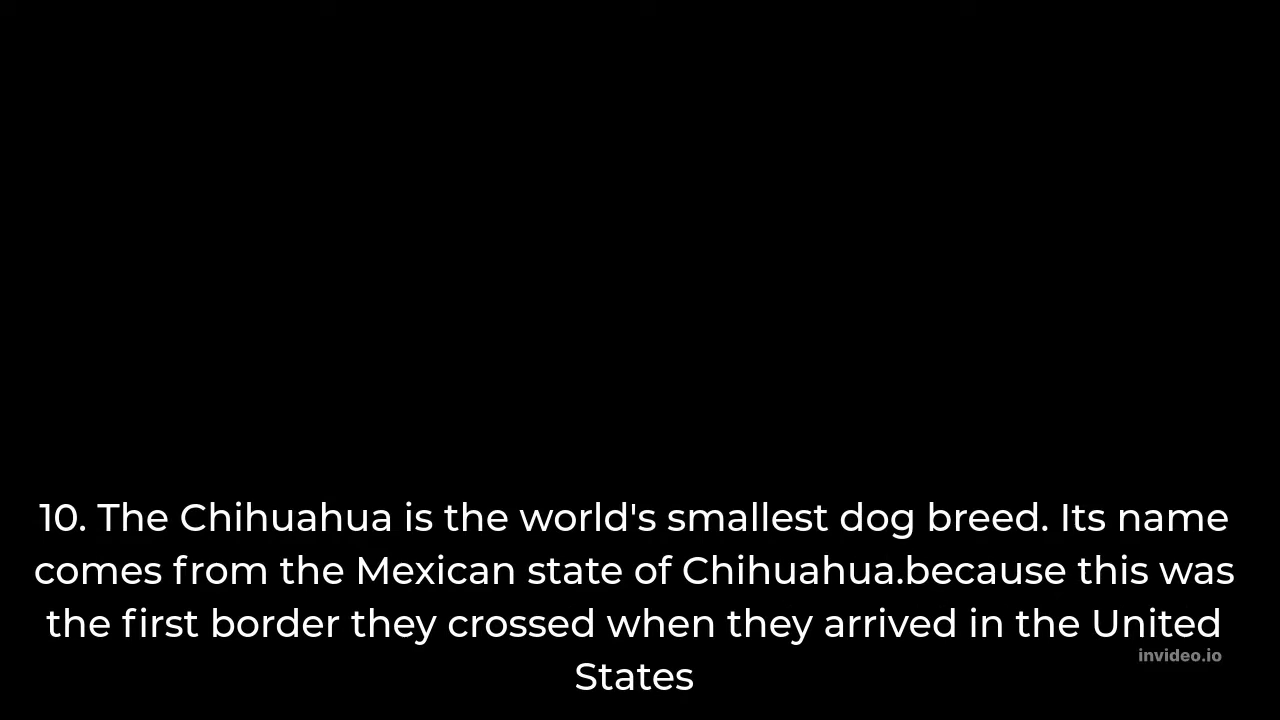 10. The Chihuahua is the world's smallest dog breed. Its name
comes from the Mexican state of Chihuahua.because this was
the first border they crossed when they arrived in the United
States
invideo.io